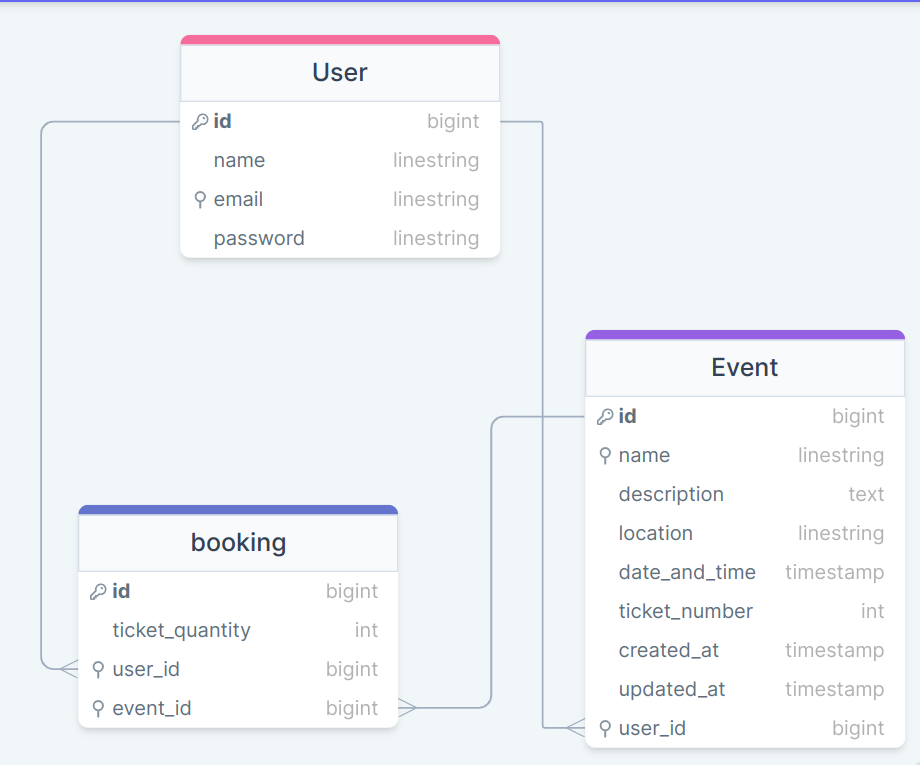 User
id bigint
name linestring
email linestring
password linestring
Event
id bigint
name linestring
description text
location linestring
date_and_time timestamp
ticket_number int
created_at timestamp
updated_at timestamp
user_id bigint
booking
id bigint
ticket_quantity int
user_id bigint
event_id bigint